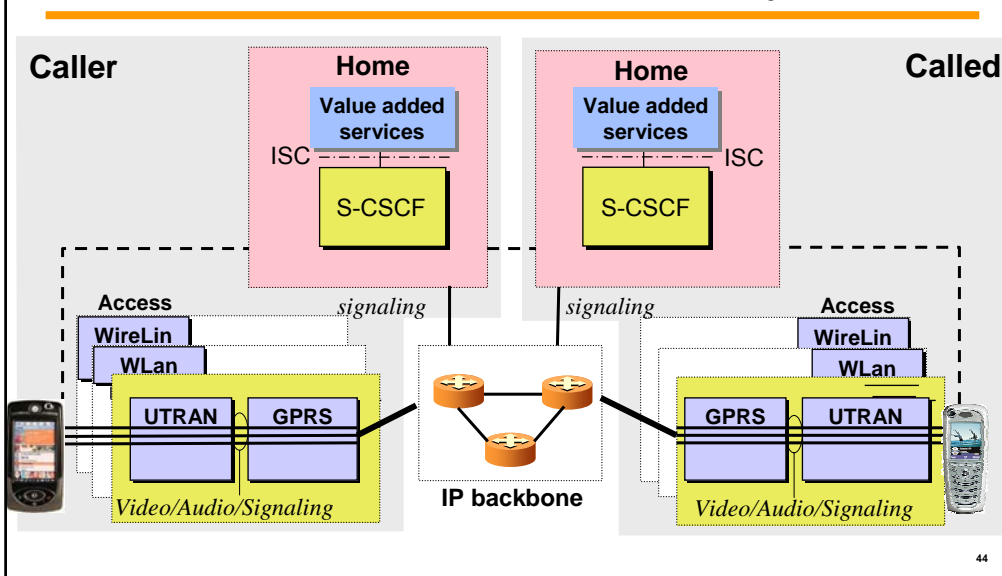 Caller
Home
Value added
services
ISC
S-CSCF
Home
Value added
services
ISC
S-CSCF
Called
signaling
signaling
Access
WireLin
WLan
UTRAN
GPRS
Video/Audio/Signaling
IP backbone
Access
WireLin
WLan
GPRS
UTRAN
Video/Audio/Signaling
44